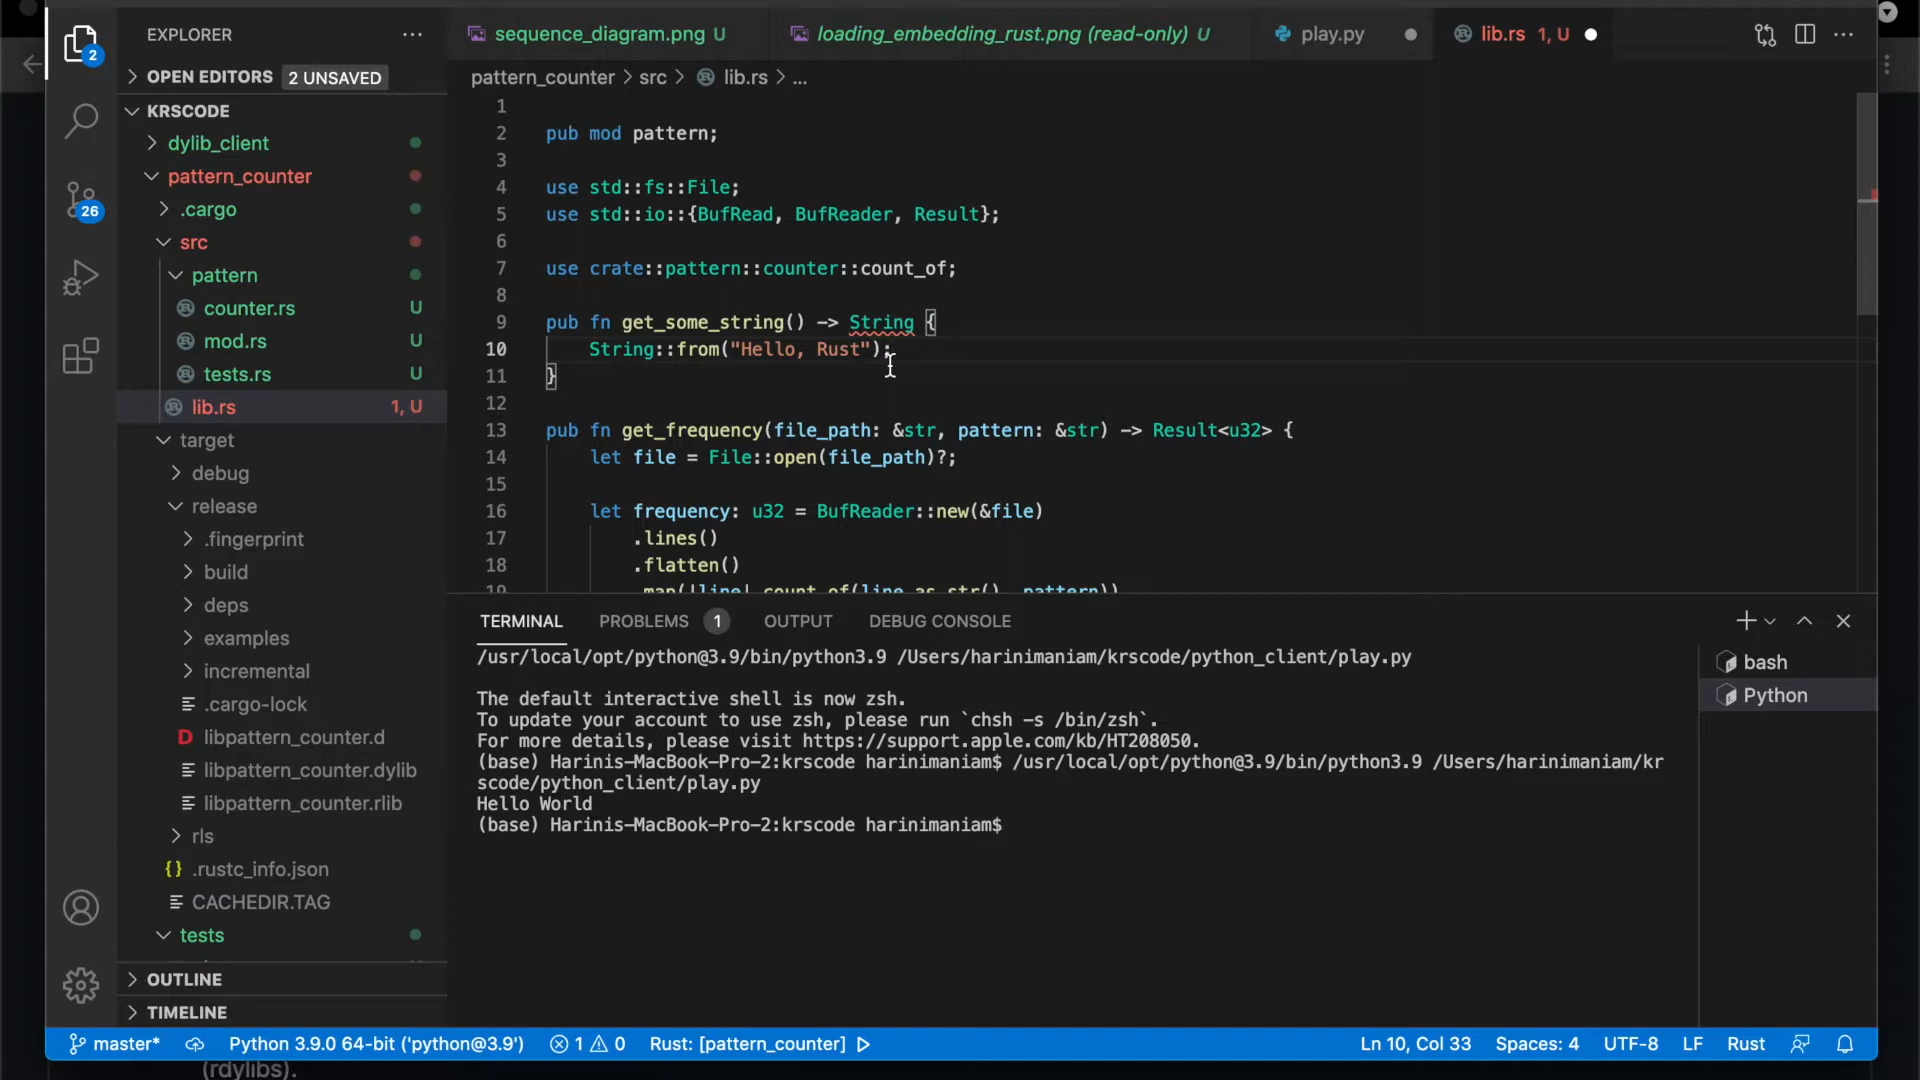 EXPLORER
sequence_diagram.png U
loading_embedding_rust.png (read-only) U
play.py
lib.rs 1, U
OPEN EDITORS 2 UNSAVED
pattern_counter > src > lib.rs > ...
KRSCODE
dylib_client
pattern_counter
.cargo
src
pattern
counter.rs U
mod.rs U
tests.rs U
lib.rs 1, U
target
debug
release
.fingerprint
build
deps
examples
incremental
.cargo-lock
D libpattern_counter.d
libpattern_counter.dylib
libpattern_counter.rlib
rls
{} .rustc_info.json
CACHEDIR.TAG
tests
OUTLINE
TIMELINE
2
26
1
2 pub mod pattern;
3
4 use std::fs::File;
5 use std::io::{BufRead, BufReader, Result};
6
7 use crate::pattern::counter::count_of;
8
9 pub fn get_some_string() -> String {
10 String::from("Hello, Rust");
11 }
12
13 pub fn get_frequency(file_path: &str, pattern: &str) -> Result<u32> {
14 let file = File::open(file_path)?;
15
16 let frequency: u32 = BufReader::new(&file)
17 .lines()
18 .flatten()
19 .map(|line| count_of(line.as_str(), pattern))
TERMINAL PROBLEMS 1 OUTPUT DEBUG CONSOLE
/usr/local/opt/python@3.9/bin/python3.9 /Users/harinimaniam/krscode/python_client/play.py
The default interactive shell is now zsh.
To update your account to use zsh, please run `chsh -s /bin/zsh`.
For more details, please visit https://support.apple.com/kb/HT208050.
(base) Harinis-MacBook-Pro-2:krscode harinimaniam$ /usr/local/opt/python@3.9/bin/python3.9 /Users/harinimaniam/kr
scode/python_client/play.py
Hello World
(base) Harinis-MacBook-Pro-2:krscode harinimaniam$
bash
Python
master* Python 3.9.0 64-bit ('python@3.9') 1 0 Rust: [pattern_counter] Ln 10, Col 33 Spaces: 4 UTF-8 LF Rust
(rdylibs).